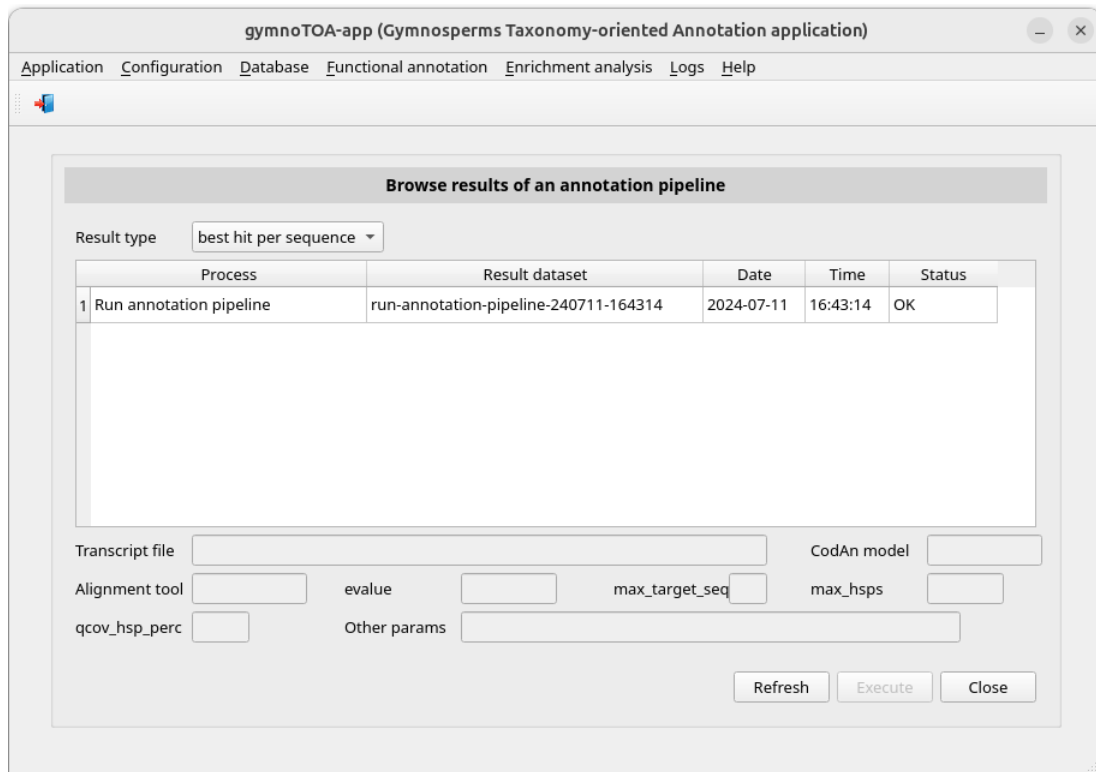 gymnoTOA-app (Gymnosperms Taxonomy-oriented Annotation application)
Application Configuration Database Functional annotation Enrichment analysis Logs Help
Browse results of an annotation pipeline
Result type best hit per sequence
Process Result dataset Date Time Status
1 Run annotation pipeline run-annotation-pipeline-240711-164314 2024-07-11 16:43:14 OK
Transcript file CodAn model
Alignment tool evalue max_target_seq max_hsps
qcov_hsp_perc Other params
Refresh Execute Close